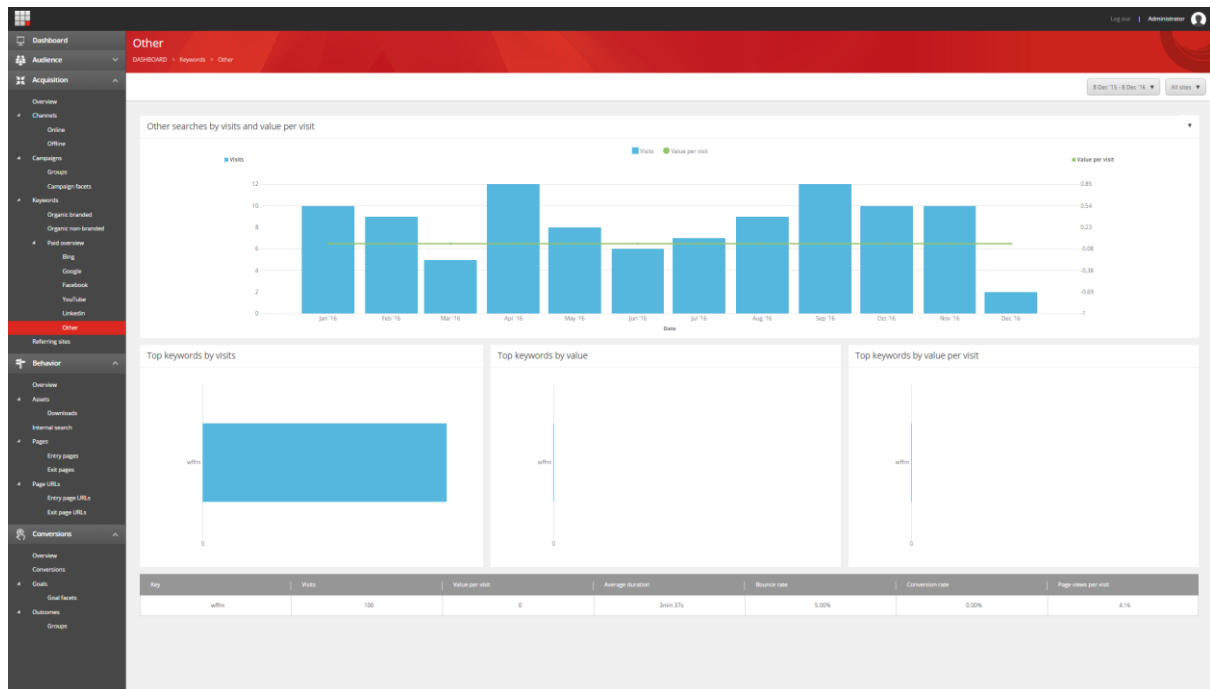 Log out | Administrator
Dashboard
Audience
Acquisition
Overview
Channels
Online
Offline
Campaigns
Groups
Campaign facets
Keywords
Organic branded
Organic non-branded
Paid overview
Bing
Google
Facebook
YouTube
LinkedIn
Other
Referring sites
Behavior
Overview
Assets
Downloads
Internal search
Pages
Entry pages
Exit pages
Page URLs
Entry page URLs
Exit page URLs
Conversions
Overview
Conversions
Goals
Goal facets
Outcomes
Groups
Other
DASHBOARD > Keywords > Other
8 Dec '15 - 8 Dec '16 ▼ All sites ▼
Other searches by visits and value per visit ▼
Visits Value per visit
Visits Value per visit
12 0.85
10 0.54
8 0.23
6 -0.08
4 -0.38
2 -0.69
0 -1
Jan '16 Feb '16 Mar '16 Apr '16 May '16 Jun '16 Jul '16 Aug '16 Sep '16 Oct '16 Nov '16 Dec '16
Date
Top keywords by visits
wffm
0
Top keywords by value
wffm
0
Top keywords by value per visit
wffm
0
Key Visits Value per visit Average duration Bounce rate Conversion rate Page views per visit
wffm 100 0 3min 37s 5.00% 0.00% 4.16